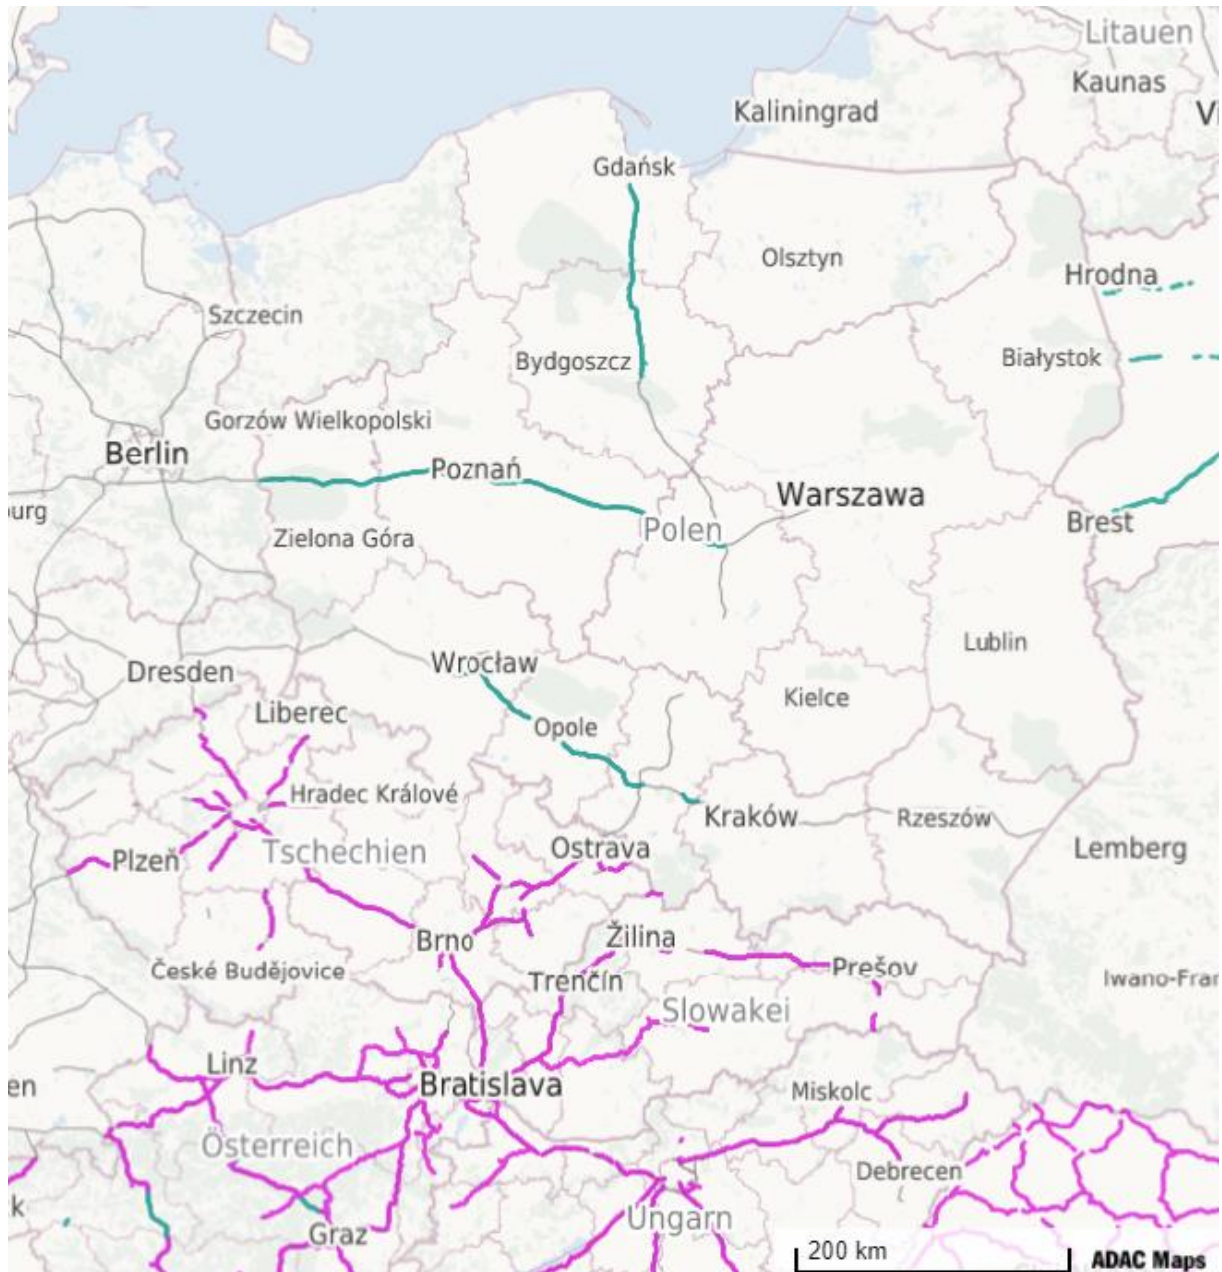 Litauen
Kaunas
Kaliningrad
Gdańsk
Olsztyn
Hrodna
Szczecin
Bydgoszcz
Białystok
Gorzów Wielkopolski
Berlin
Poznań
Warszawa
Polen
Brest
Zielona Góra
Lublin
Wrocław
Dresden
Liberec
Kielce
Opole
Hradec Králové
Kraków
Rzeszów
Plzeň
Tschechien
Ostrava
Lemberg
Brno
Žilina
České Budějovice
Trenčín
Prešov
Slowakei
Linz
Bratislava
Miskolc
Österreich
Debrecen
Graz
Ungarn
200 km
ADAC Maps